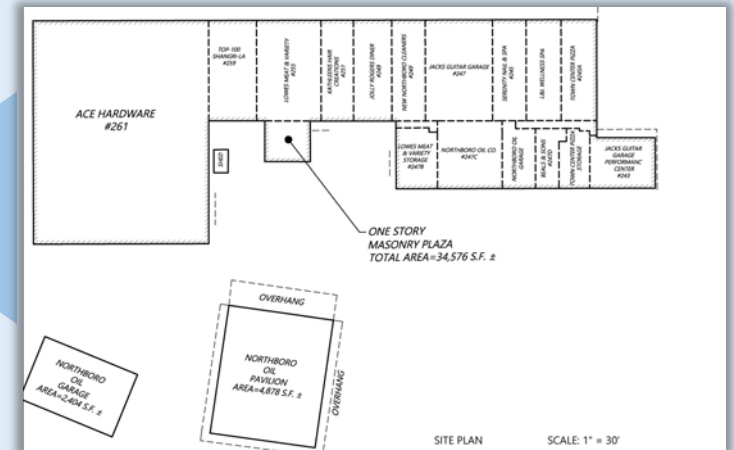 ACE HARDWARE
#261
TOP-100
SHANGRI-LA
#259
LOWES MEAT & VARIETY
#255
KATHLEENS HAIR
CREATIONS
#251
JOLLY ROGERS DINER
#249
NEW NORTHBORO CLEANERS
#249
JACKS GUITAR GARAGE
#247
SERENITY NAIL & SPA
#245
L&L WELLNESS SPA
TOWN CENTER PIZZA
#245A
SHED
LOWES MEAT
& VARIETY
STORAGE
#247B
NORTHBORO OIL CO.
#247C
NORTHBORO OIL
GARAGE
BEALS & SONS
#247D
TOWN CENTER PIZZA
STORAGE
JACKS GUITAR
GARAGE
PERFORMANC
CENTER
#243
ONE STORY
MASONRY PLAZA
TOTAL AREA=34,576 S.F. ±
OVERHANG
NORTHBORO
OIL
PAVILION
AREA=4,878 S.F. ±
OVERHANG
NORTHBORO
OIL
GARAGE
AREA=2,404 S.F. ±
SITE PLAN
SCALE: 1" = 30'